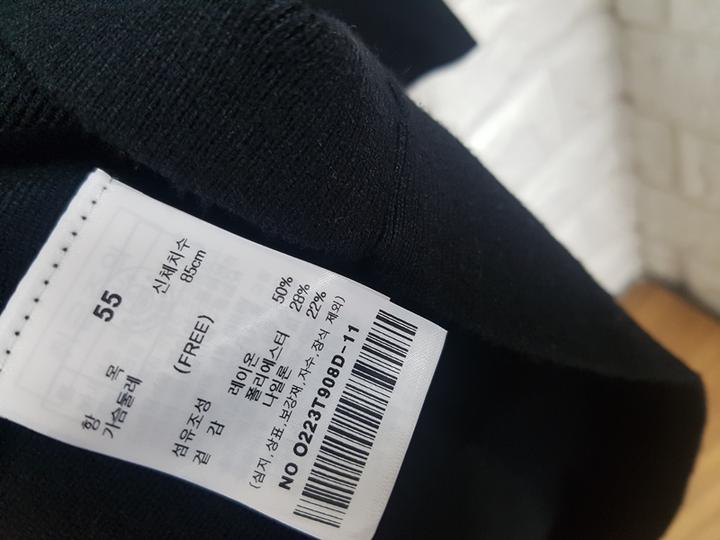 55
항 목 신체치수
가슴둘레 85cm
(FREE)
섬유조성
겉 감 레이온 50%
폴리에스터 28%
나일론 22%
(심지,상표,보강재,자수,장식 제외)
NO O223T908D-11